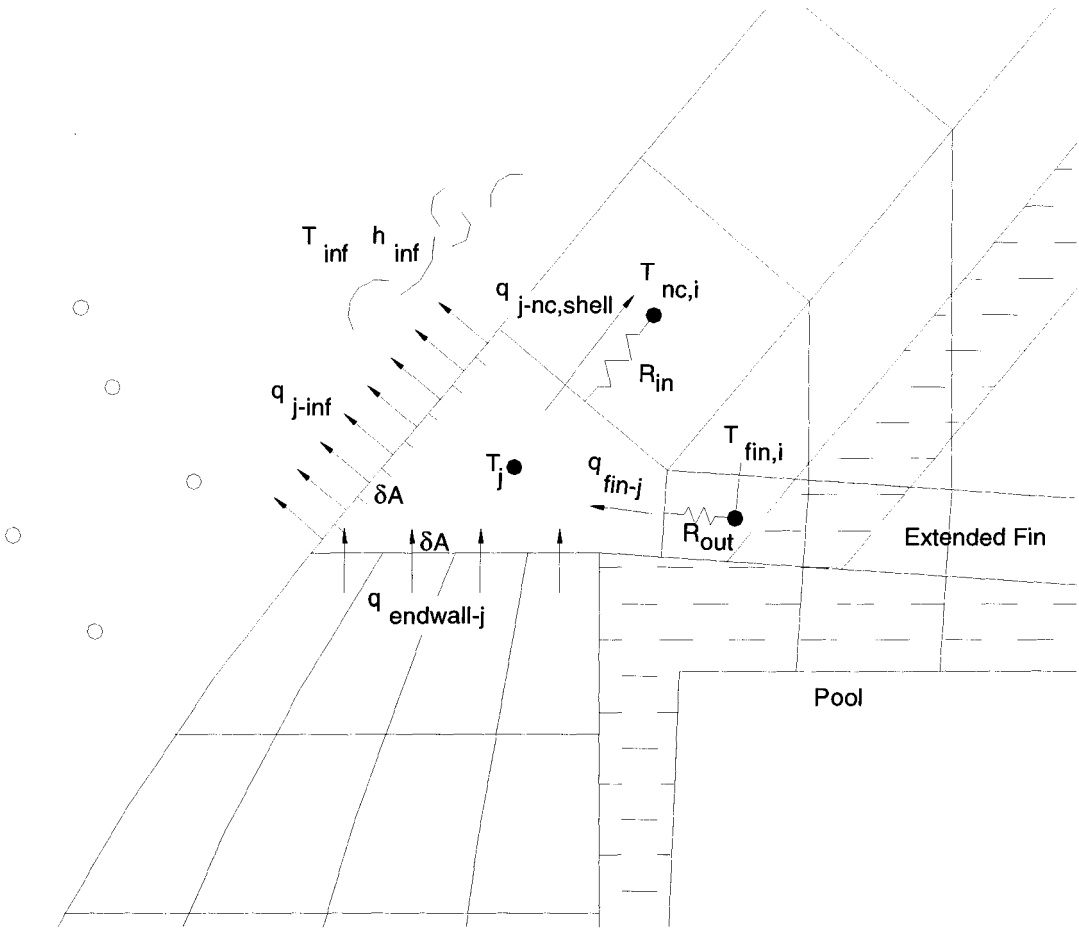 T inf h inf
q j-nc,shell
T nc,i
R in
q j-inf
T j
δA
q fin-j
T fin,i
R out
Extended Fin
δA
q endwall-j
Pool